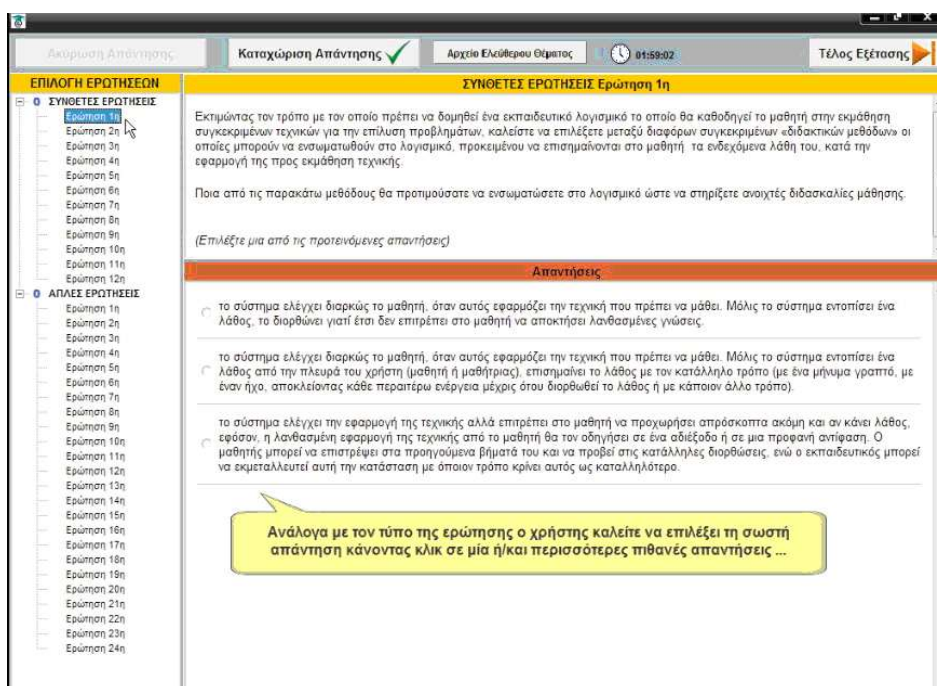 Ακύρωση Απάντησης
Καταχώριση Απάντησης
Αρχείο Ελεύθερου Θέματος
01:59:02
Τέλος Εξέτασης
ΕΠΙΛΟΓΗ ΕΡΩΤΗΣΕΩΝ
0 ΣΥΝΘΕΤΕΣ ΕΡΩΤΗΣΕΙΣ
Ερώτηση 1η
Ερώτηση 2η
Ερώτηση 3η
Ερώτηση 4η
Ερώτηση 5η
Ερώτηση 6η
Ερώτηση 7η
Ερώτηση 8η
Ερώτηση 9η
Ερώτηση 10η
Ερώτηση 11η
Ερώτηση 12η
0 ΑΠΛΕΣ ΕΡΩΤΗΣΕΙΣ
Ερώτηση 1η
Ερώτηση 2η
Ερώτηση 3η
Ερώτηση 4η
Ερώτηση 5η
Ερώτηση 6η
Ερώτηση 7η
Ερώτηση 8η
Ερώτηση 9η
Ερώτηση 10η
Ερώτηση 11η
Ερώτηση 12η
Ερώτηση 13η
Ερώτηση 14η
Ερώτηση 15η
Ερώτηση 16η
Ερώτηση 17η
Ερώτηση 18η
Ερώτηση 19η
Ερώτηση 20η
Ερώτηση 21η
Ερώτηση 22η
Ερώτηση 23η
Ερώτηση 24η
ΣΥΝΘΕΤΕΣ ΕΡΩΤΗΣΕΙΣ Ερώτηση 1η
Εκτιμώντας τον τρόπο με τον οποίο πρέπει να δομηθεί ένα εκπαιδευτικό λογισμικό το οποίο θα καθοδηγεί το μαθητή στην εκμάθηση
συγκεκριμένων τεχνικών για την επίλυση προβλημάτων, καλείστε να επιλέξετε μεταξύ διαφόρων συγκεκριμένων «διδακτικών μεθόδων» οι
οποίες μπορούν να ενσωματωθούν στο λογισμικό, προκειμένου να επισημαίνονται στο μαθητή τα ενδεχόμενα λάθη του, κατά την
εφαρμογή της προς εκμάθηση τεχνικής.
Ποια από τις παρακάτω μεθόδους θα προτιμούσατε να ενσωματώσετε στο λογισμικό ώστε να στηρίξετε ανοιχτές διδασκαλίες μάθησης.
(Επιλέξτε μια από τις προτεινόμενες απαντήσεις)
Απαντήσεις
το σύστημα ελέγχει διαρκώς το μαθητή, όταν αυτός εφαρμόζει την τεχνική που πρέπει να μάθει. Μόλις το σύστημα εντοπίσει ένα
λάθος, το διορθώνει γιατί έτσι δεν επιτρέπει στο μαθητή να αποκτήσει λανθασμένες γνώσεις.
το σύστημα ελέγχει διαρκώς το μαθητή, όταν αυτός εφαρμόζει την τεχνική που πρέπει να μάθει. Μόλις το σύστημα εντοπίσει ένα
λάθος από την πλευρά του χρήστη (μαθητή ή μαθήτριας), επισημαίνει το λάθος με τον κατάλληλο τρόπο (με ένα μήνυμα γραπτό, με
έναν ήχο, αποκλείοντας κάθε περαιτέρω ενέργεια μέχρις ότου διορθωθεί το λάθος ή με κάποιον άλλο τρόπο).
το σύστημα ελέγχει την εφαρμογή της τεχνικής αλλά επιτρέπει στο μαθητή να προχωρήσει απρόσκοπτα ακόμη και αν κάνει λάθος,
εφόσον, η λανθασμένη εφαρμογή της τεχνικής από το μαθητή θα τον οδηγήσει σε ένα αδιέξοδο ή σε μια προφανή αντίφαση. Ο
μαθητής μπορεί να επιστρέψει στα προηγούμενα βήματά του και να προβεί στις κατάλληλες διορθώσεις, ενώ ο εκπαιδευτικός μπορεί
να εκμεταλλευτεί αυτή την κατάσταση με όποιον τρόπο κρίνει αυτός ως καταλληλότερο.
Ανάλογα με τον τύπο της ερώτησης ο χρήστης καλείτε να επιλέξει τη σωστή
απάντηση κάνοντας κλικ σε μία ή/και περισσότερες πιθανές απαντήσεις ...